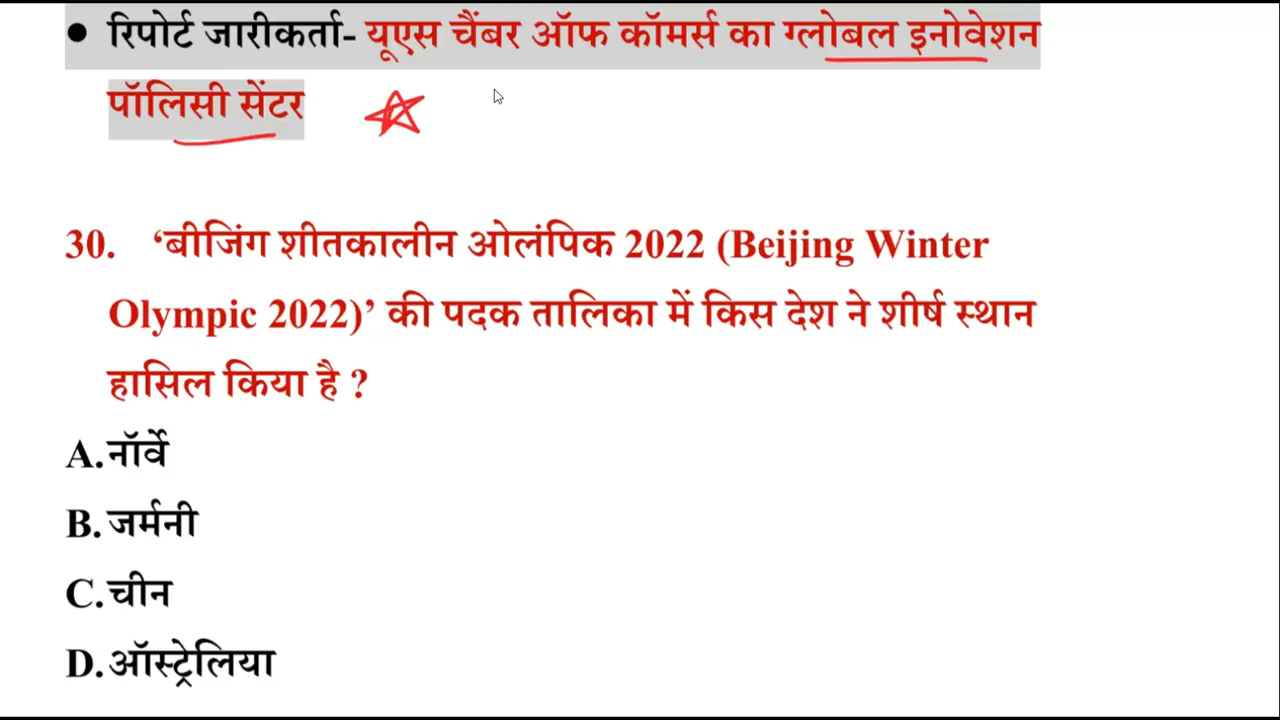 ● रिपोर्ट जारीकर्ता- यूएस चैंबर ऑफ कॉमर्स का ग्लोबल इनोवेशन
पॉलिसी सेंटर
30. ‘बीजिंग शीतकालीन ओलंपिक 2022 (Beijing Winter
Olympic 2022)’ की पदक तालिका में किस देश ने शीर्ष स्थान
हासिल किया है ?
A.नॉर्वे
B.जर्मनी
C.चीन
D.ऑस्ट्रेलिया